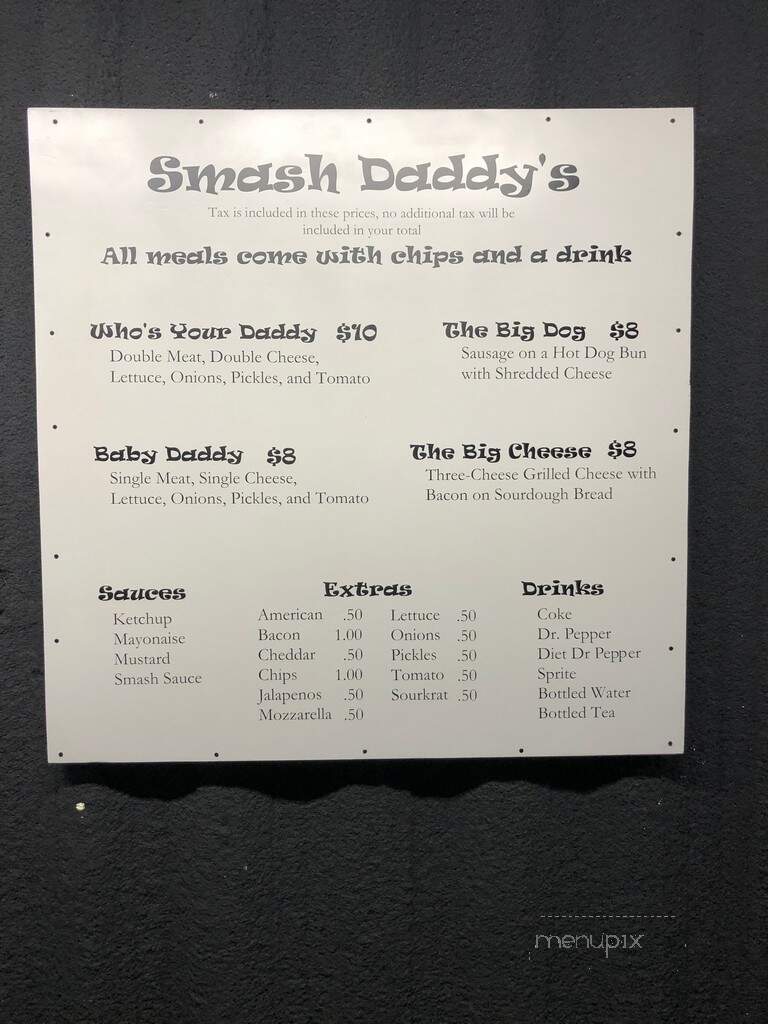 Smash Daddy's
Tax is included in these prices, no additional tax will be
included in your total
All meals come with chips and a drink
Who's Your Daddy $10
Double Meat, Double Cheese,
Lettuce, Onions, Pickles, and Tomato
The Big Dog $8
Sausage on a Hot Dog Bun
with Shredded Cheese
Baby Daddy $8
Single Meat, Single Cheese,
Lettuce, Onions, Pickles, and Tomato
The Big Cheese $8
Three-Cheese Grilled Cheese with
Bacon on Sourdough Bread
Sauces
Ketchup
Mayonaise
Mustard
Smash Sauce
Extras
American .50
Bacon 1.00
Cheddar .50
Chips 1.00
Jalapenos .50
Mozzarella .50
Lettuce .50
Onions .50
Pickles .50
Tomato .50
Sourkrat .50
Drinks
Coke
Dr. Pepper
Diet Dr Pepper
Sprite
Bottled Water
Bottled Tea
menupix